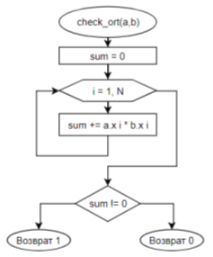 check_ort(a,b)
sum = 0
i = 1, N
sum += a.x i * b.x i
sum != 0
Возврат 1
Возврат 0